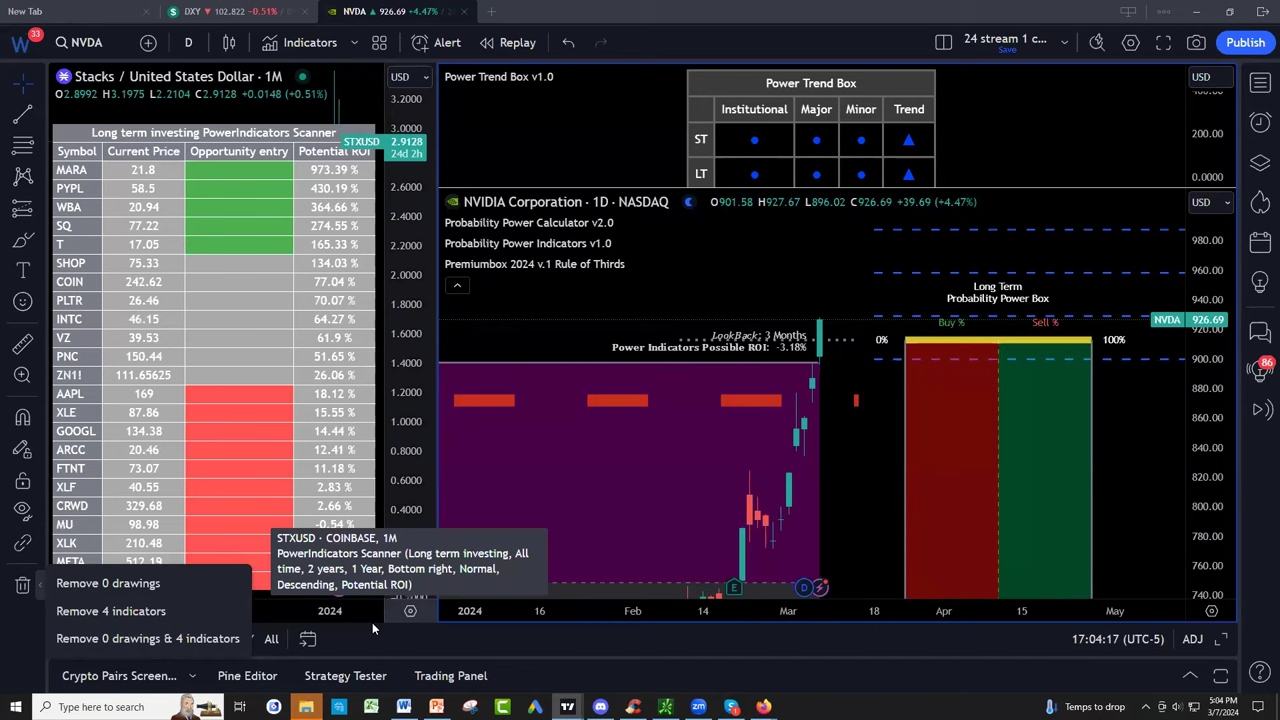 New Tab
DXY ▼ 102.822 −0.51%
NVDA ▲ 926.69 +4.47%
33
NVDA
D
Indicators
Alert
Replay
24 stream 1 c...
Save
Publish
Stacks / United States Dollar · 1M
USD
O2.8992 H3.1975 L2.2104 C2.9128 +0.0148 (+0.51%)
3.2000
3.0000
Long term investing PowerIndicators Scanner
STXUSD 2.9128
24d 2h
Symbol Current Price Opportunity entry Potential ROI
MARA 21.8 973.39 %
PYPL 58.5 430.19 %
WBA 20.94 364.66 %
SQ 77.22 274.55 %
T 17.05 165.33 %
SHOP 75.33 134.03 %
COIN 242.62 77.04 %
PLTR 26.46 70.07 %
INTC 46.15 64.27 %
VZ 39.53 61.9 %
PNC 150.44 51.65 %
ZN1! 111.65625 26.06 %
AAPL 169 18.12 %
XLE 87.86 15.55 %
GOOGL 134.38 14.44 %
ARCC 20.46 12.41 %
FTNT 73.07 11.18 %
XLF 40.55 2.83 %
CRWD 329.68 2.66 %
MU 98.98 -0.54 %
XLK 210.48
META 512.19
2.6000
2.4000
2.2000
2.0000
1.8000
1.6000
1.4000
1.2000
1.0000
0.8000
0.6000
0.4000
STXUSD · COINBASE, 1M
PowerIndicators Scanner (Long term investing, All
time, 2 years, 1 Year, Bottom right, Normal,
Descending, Potential ROI)
Remove 0 drawings
Remove 4 indicators
Remove 0 drawings & 4 indicators
2024
All
Power Trend Box v1.0
Power Trend Box
Institutional Major Minor Trend
ST
LT
USD
200.00
0.0000
NVIDIA Corporation · 1D · NASDAQ
O901.58 H927.67 L896.02 C926.69 +39.69 (+4.47%)
USD
Probability Power Calculator v2.0
Probability Power Indicators v1.0
Premiumbox 2024 v.1 Rule of Thirds
Long Term
Probability Power Box
Buy % Sell %
0% 100%
LookBack: 3 Months
Power Indicators Possible ROI: -3.18%
NVDA 926.69
980.00
960.00
940.00
920.00
900.00
880.00
860.00
840.00
820.00
800.00
780.00
760.00
740.00
E
D
2024 16 Feb 14 Mar 18 Apr 15 May
17:04:17 (UTC-5)
ADJ
86
Crypto Pairs Screen...
Pine Editor
Strategy Tester
Trading Panel
Type here to search
Temps to drop
5:04 PM
3/7/2024